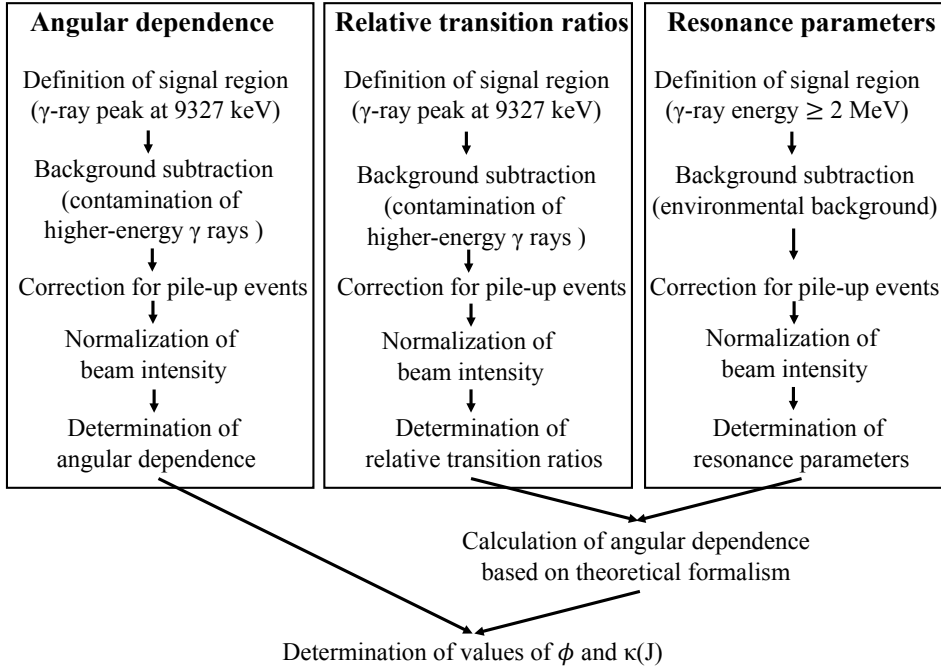 Angular dependence
Definition of signal region
(γ-ray peak at 9327 keV)
Background subtraction
(contamination of
higher-energy γ rays )
Correction for pile-up events
Normalization of
beam intensity
Determination of
angular dependence
Relative transition ratios
Definition of signal region
(γ-ray peak at 9327 keV)
Background subtraction
(contamination of
higher-energy γ rays )
Correction for pile-up events
Normalization of
beam intensity
Determination of
relative transition ratios
Resonance parameters
Definition of signal region
(γ-ray energy ≥ 2 MeV)
Background subtraction
(environmental background)
Correction for pile-up events
Normalization of
beam intensity
Determination of
resonance parameters
Calculation of angular dependence
based on theoretical formalism
Determination of values of ϕ and κ(J)